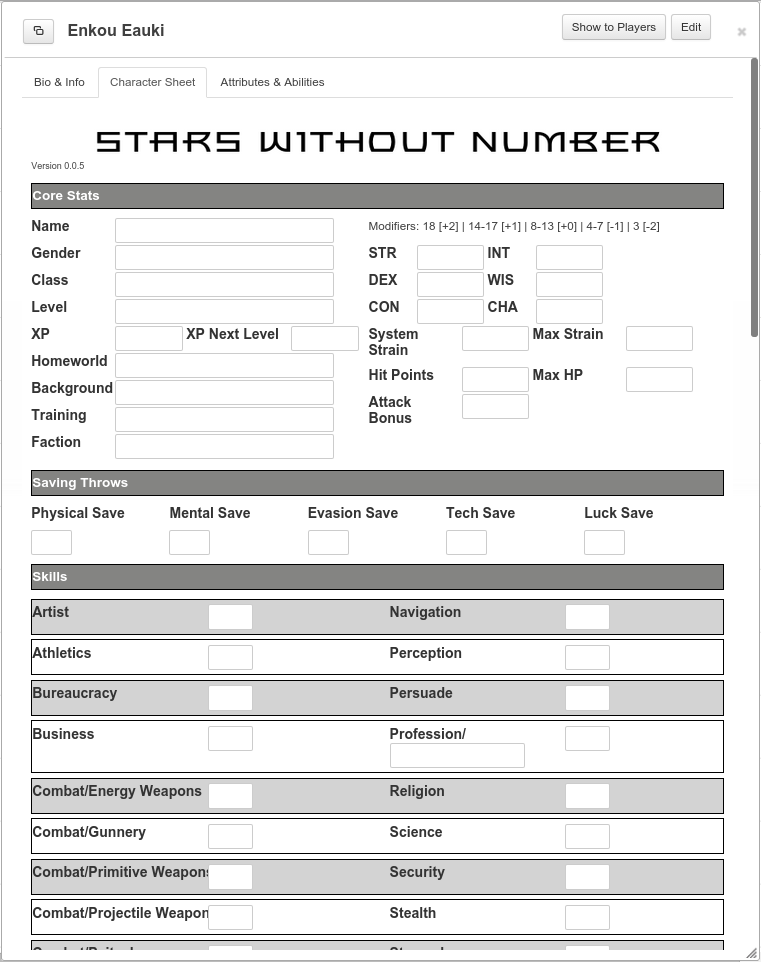 Enkou Eauki
Show to Players
Edit
Bio & Info
Character Sheet
Attributes & Abilities
STARS WITHOUT NUMBER
Version 0.0.5
Core Stats
Name
Modifiers: 18 [+2] | 14-17 [+1] | 8-13 [+0] | 4-7 [-1] | 3 [-2]
Gender
STR INT
Class
DEX WIS
Level
CON CHA
XP XP Next Level
System Strain
Max Strain
Homeworld
Hit Points Max HP
Background
Attack Bonus
Training
Faction
Saving Throws
Physical Save Mental Save Evasion Save Tech Save Luck Save
Skills
Artist Navigation
Athletics Perception
Bureaucracy Persuade
Business Profession/
Combat/Energy Weapons Religion
Combat/Gunnery Science
Combat/Primitive Weapons Security
Combat/Projectile Weapon Stealth